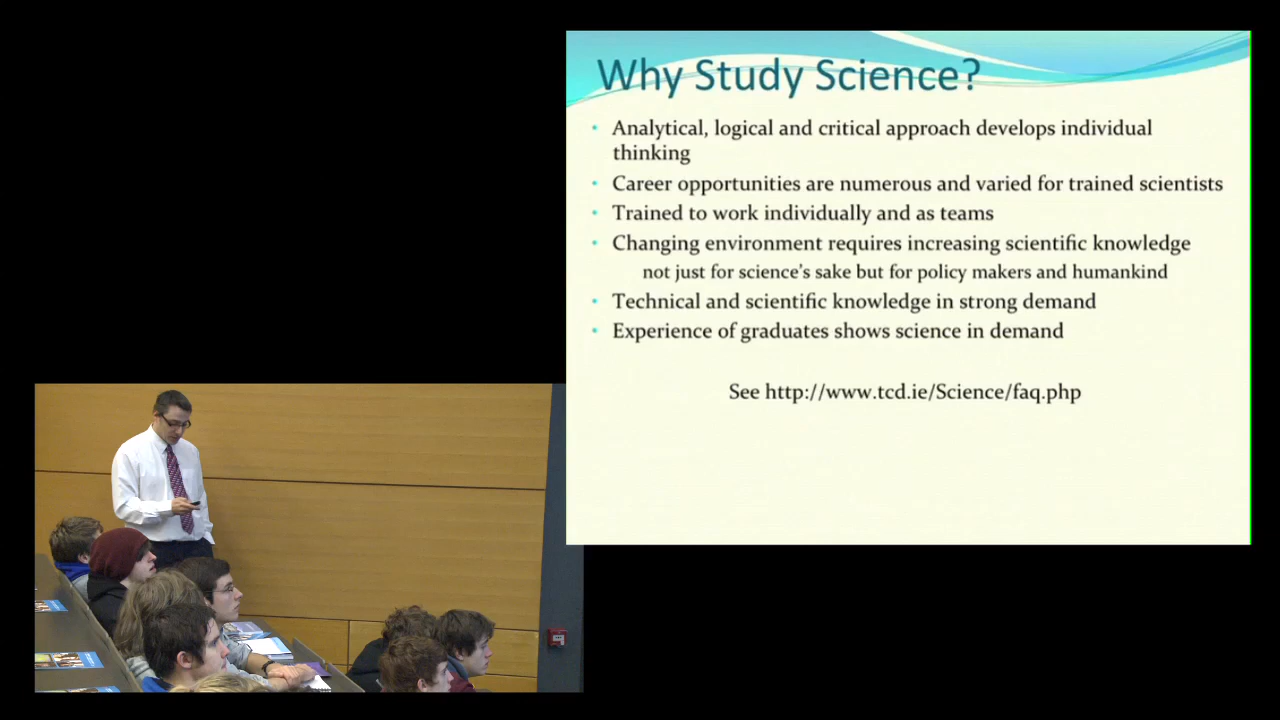 Why Study Science?
• Analytical, logical and critical approach develops individual
thinking
• Career opportunities are numerous and varied for trained scientists
• Trained to work individually and as teams
• Changing environment requires increasing scientific knowledge
not just for science's sake but for policy makers and humankind
• Technical and scientific knowledge in strong demand
• Experience of graduates shows science in demand
See http://www.tcd.ie/Science/faq.php